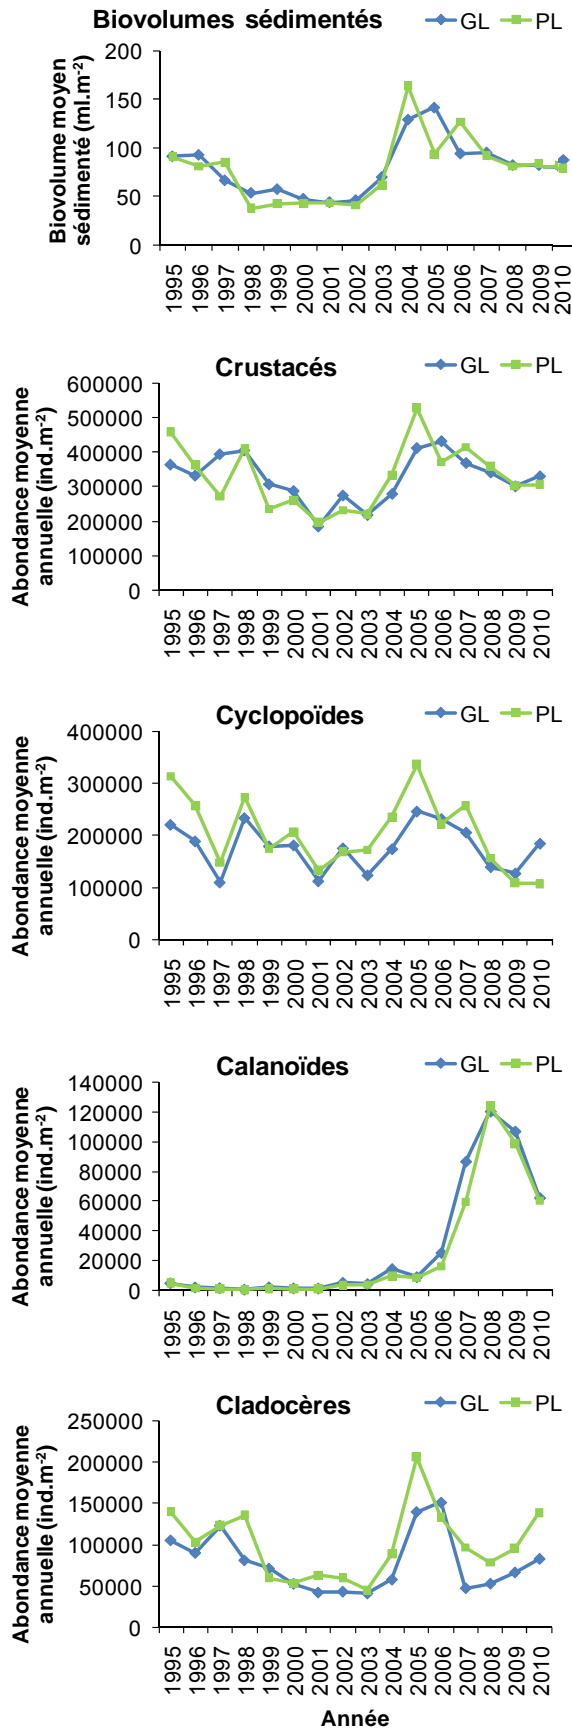 Biovolumes sédimentés
GL PL
Biovolume moyen
sédimenté (ml.m-2)
200
150
100
50
0
1995 1996 1997 1998 1999 2000 2001 2002 2003 2004 2005 2006 2007 2008 2009 2010
Crustacés
GL PL
Abondance moyenne
annuelle (ind.m-2)
600000
500000
400000
300000
200000
100000
0
1995 1996 1997 1998 1999 2000 2001 2002 2003 2004 2005 2006 2007 2008 2009 2010
Cyclopoïdes
GL PL
Abondance moyenne
annuelle (ind.m-2)
400000
300000
200000
100000
0
1995 1996 1997 1998 1999 2000 2001 2002 2003 2004 2005 2006 2007 2008 2009 2010
Calanoïdes
GL PL
Abondance moyenne
annuelle (ind.m-2)
140000
120000
100000
80000
60000
40000
20000
0
1995 1996 1997 1998 1999 2000 2001 2002 2003 2004 2005 2006 2007 2008 2009 2010
Cladocères
GL PL
Abondance moyenne
annuelle (ind.m-2)
250000
200000
150000
100000
50000
0
1995 1996 1997 1998 1999 2000 2001 2002 2003 2004 2005 2006 2007 2008 2009 2010
Année